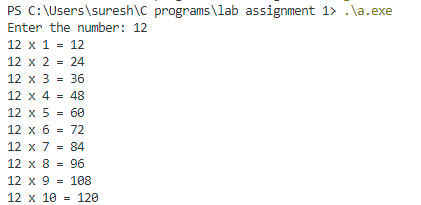 PS C:\Users\suresh\C programs\lab assignment 1> .\a.exe
Enter the number: 12
12 x 1 = 12
12 x 2 = 24
12 x 3 = 36
12 x 4 = 48
12 x 5 = 60
12 x 6 = 72
12 x 7 = 84
12 x 8 = 96
12 x 9 = 108
12 x 10 = 120